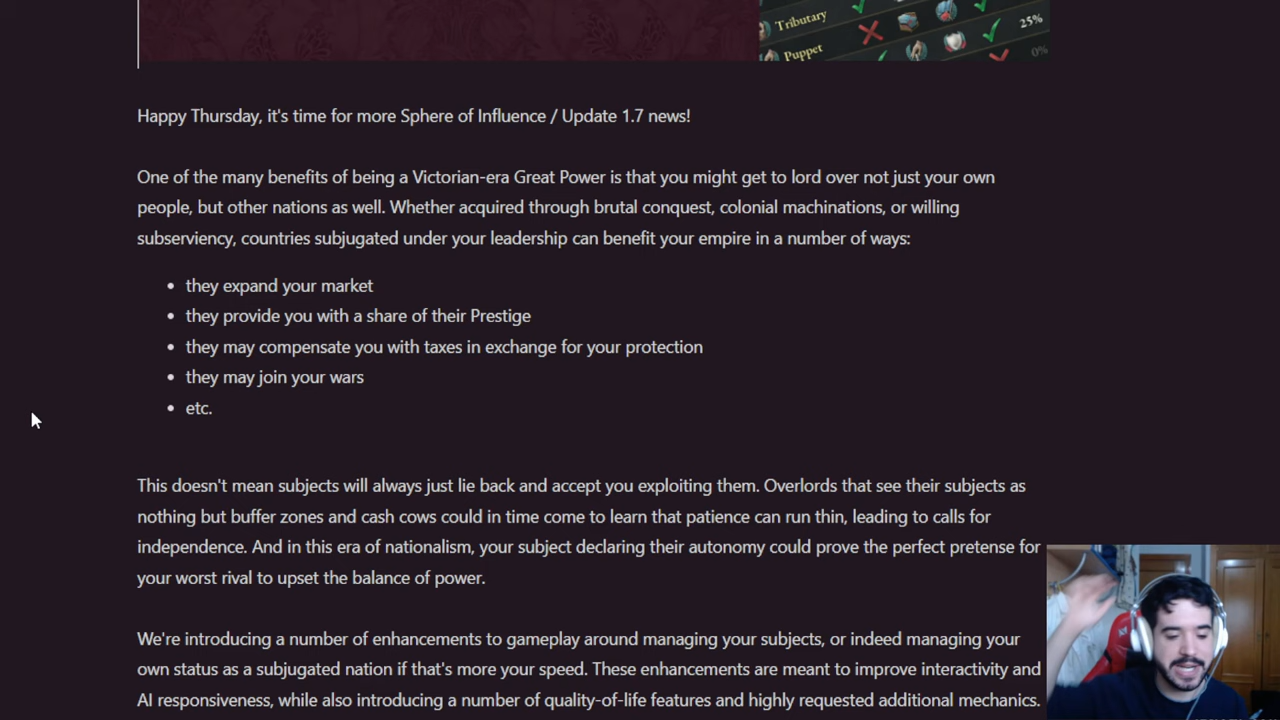 Tributary
25%
Puppet
0%
Happy Thursday, it's time for more Sphere of Influence / Update 1.7 news!
One of the many benefits of being a Victorian-era Great Power is that you might get to lord over not just your own
people, but other nations as well. Whether acquired through brutal conquest, colonial machinations, or willing
subserviency, countries subjugated under your leadership can benefit your empire in a number of ways:
• they expand your market
• they provide you with a share of their Prestige
• they may compensate you with taxes in exchange for your protection
• they may join your wars
• etc.
This doesn't mean subjects will always just lie back and accept you exploiting them. Overlords that see their subjects as
nothing but buffer zones and cash cows could in time come to learn that patience can run thin, leading to calls for
independence. And in this era of nationalism, your subject declaring their autonomy could prove the perfect pretense for
your worst rival to upset the balance of power.
We're introducing a number of enhancements to gameplay around managing your subjects, or indeed managing your
own status as a subjugated nation if that's more your speed. These enhancements are meant to improve interactivity and
AI responsiveness, while also introducing a number of quality-of-life features and highly requested additional mechanics.